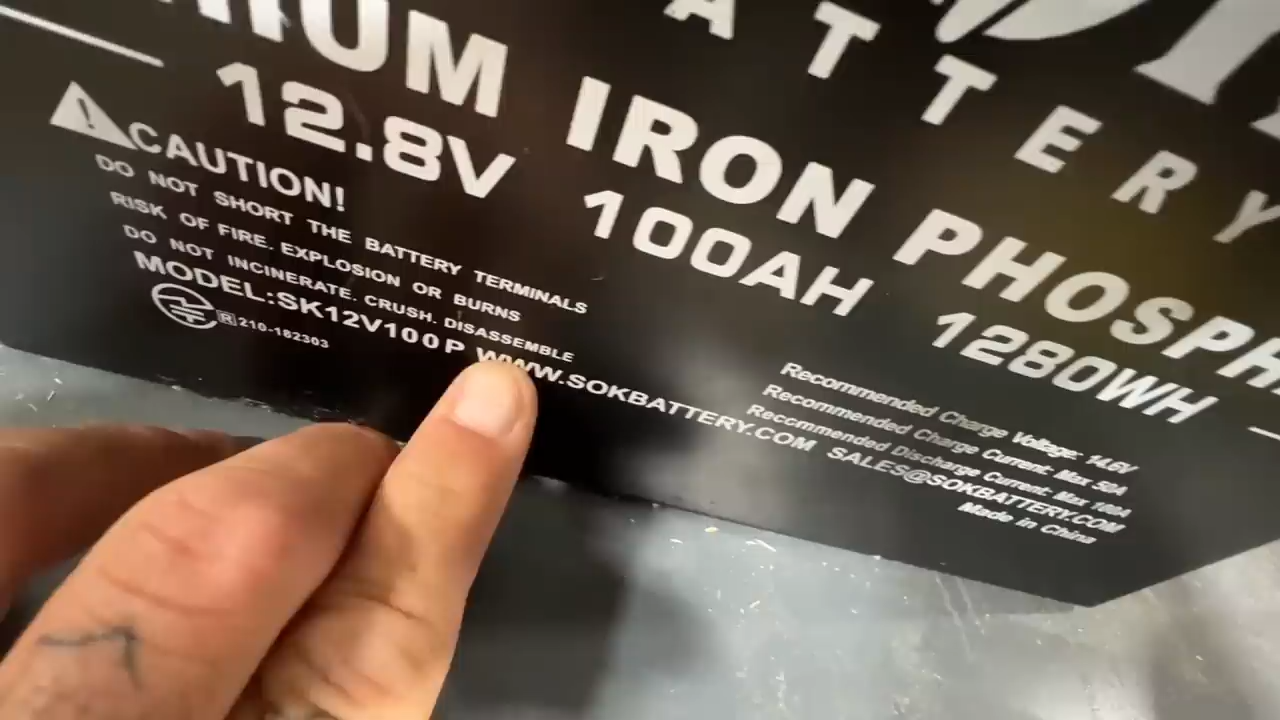 BATTERY
IUM IRON PHOSPH
12.8V 100AH 1280WH
CAUTION!
DO NOT SHORT THE BATTERY TERMINALS
RISK OF FIRE. EXPLOSION OR BURNS
DO NOT INCINERATE. CRUSH. DISASSEMBLE
MODEL:SK12V100P WWW.SOKBATTERY.COM SALES@SOKBATTERY.COM
R 210-182303
Recommended Charge Voltage: 14.6V
Recommended Charge Current: Max 50A
Recommended Discharge Current: Max 100A
Made in China